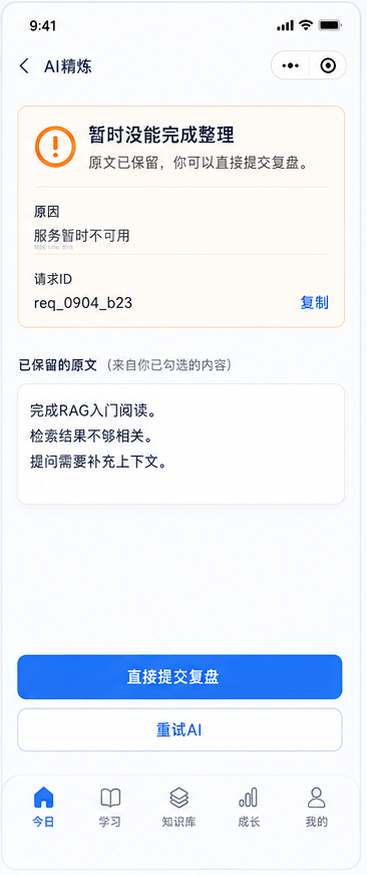 9:41
AI精炼
暂时没能完成整理
原文已保留，你可以直接提交复盘。
原因
服务暂时不可用
请求ID
req_0904_b23 复制
已保留的原文（来自你已勾选的内容）
完成RAG入门阅读。
检索结果不够相关。
提问需要补充上下文。
直接提交复盘
重试AI
今日 学习 知识库 成长 我的